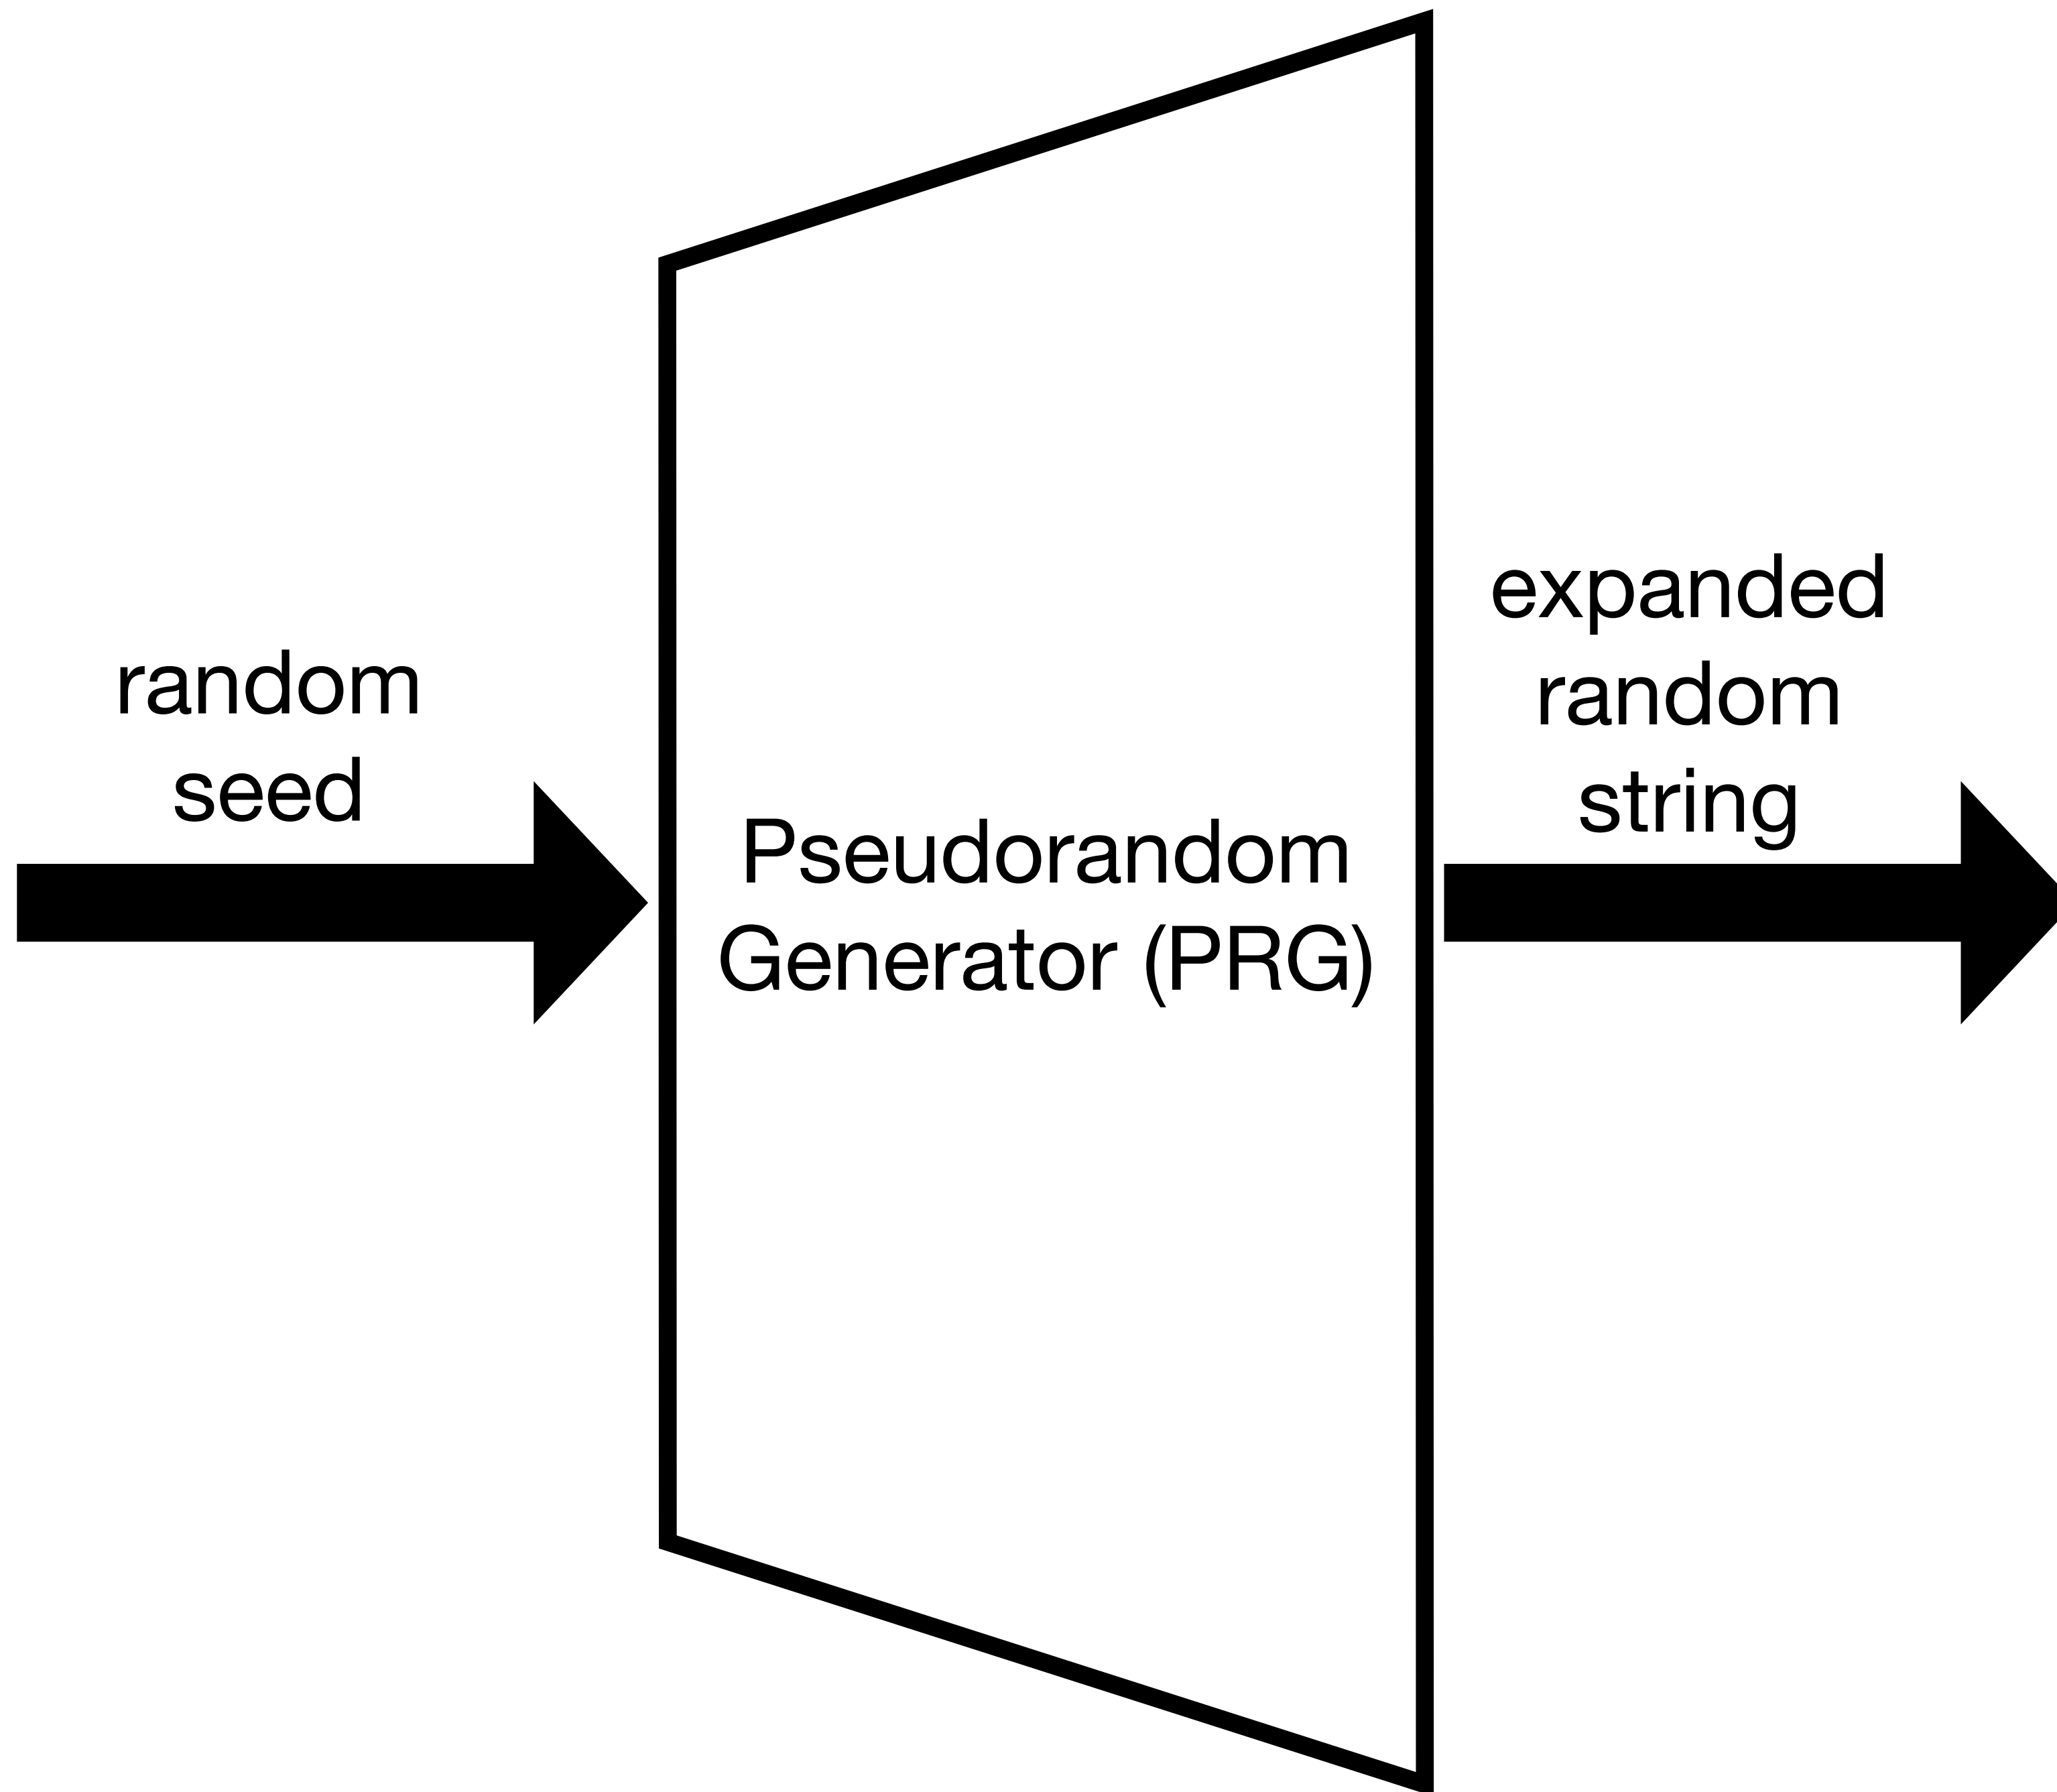 random
seed
Pseudorandom
Generator (PRG)
expanded
random
string